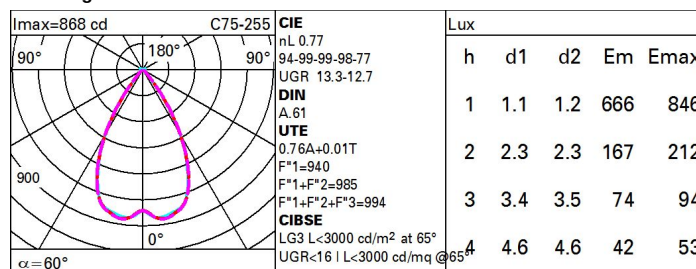 Imax=868 cd C75-255
90° 180° 90°
900
0°
α=60°
CIE
nL 0.77
94-99-99-98-77
UGR 13.3-12.7
DIN
A.61
UTE
0.76A+0.01T
F"1=940
F"1+F"2=985
F"1+F"2+F"3=994
CIBSE
LG3 L<3000 cd/m² at 65°
UGR<16 | L<3000 cd/mq @65°
Lux
h d1 d2 Em Emax
1 1.1 1.2 666 846
2 2.3 2.3 167 212
3 3.4 3.5 74 94
4 4.6 4.6 42 53